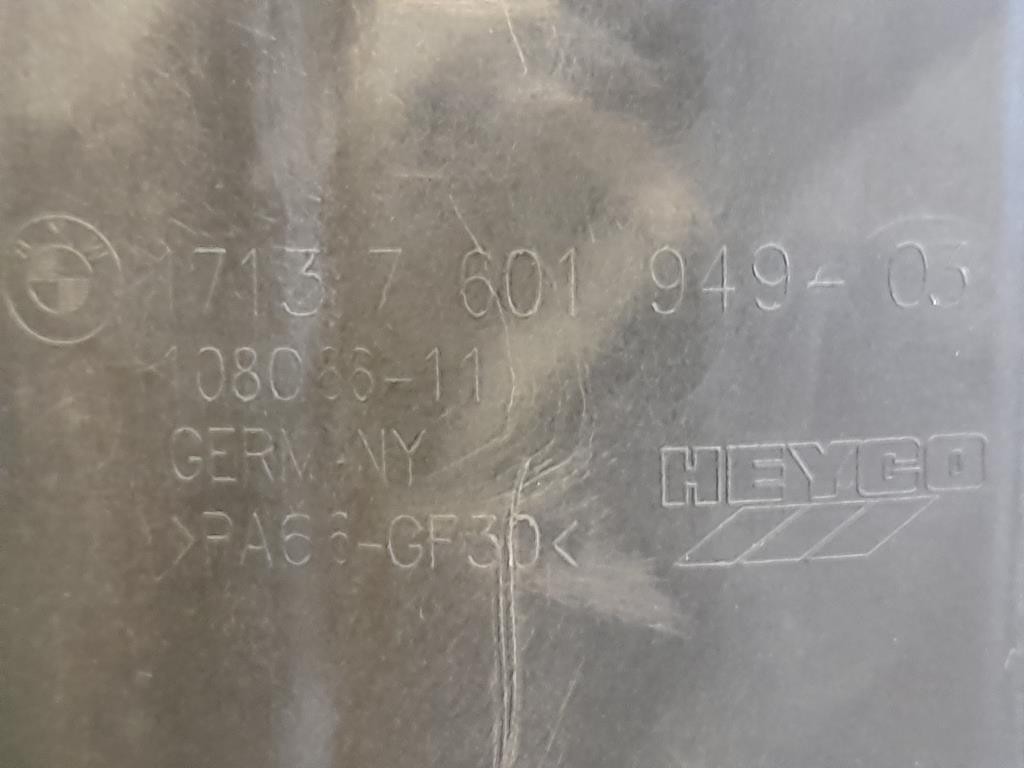 1713 7 601 949-03
108086-11
GERMANY
>PA66-GF30<
HEYCO